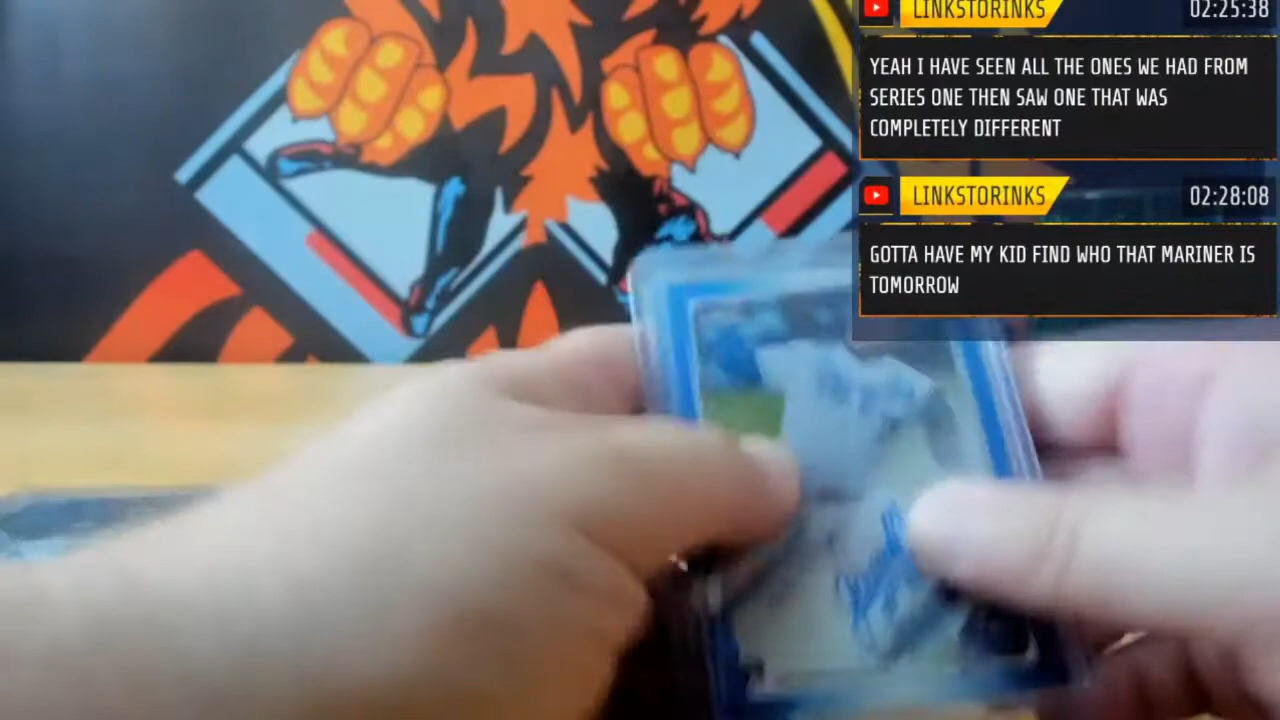 LINKSTORINKS 02:25:38
YEAH I HAVE SEEN ALL THE ONES WE HAD FROM
SERIES ONE THEN SAW ONE THAT WAS
COMPLETELY DIFFERENT
LINKSTORINKS 02:28:08
GOTTA HAVE MY KID FIND WHO THAT MARINER IS
TOMORROW